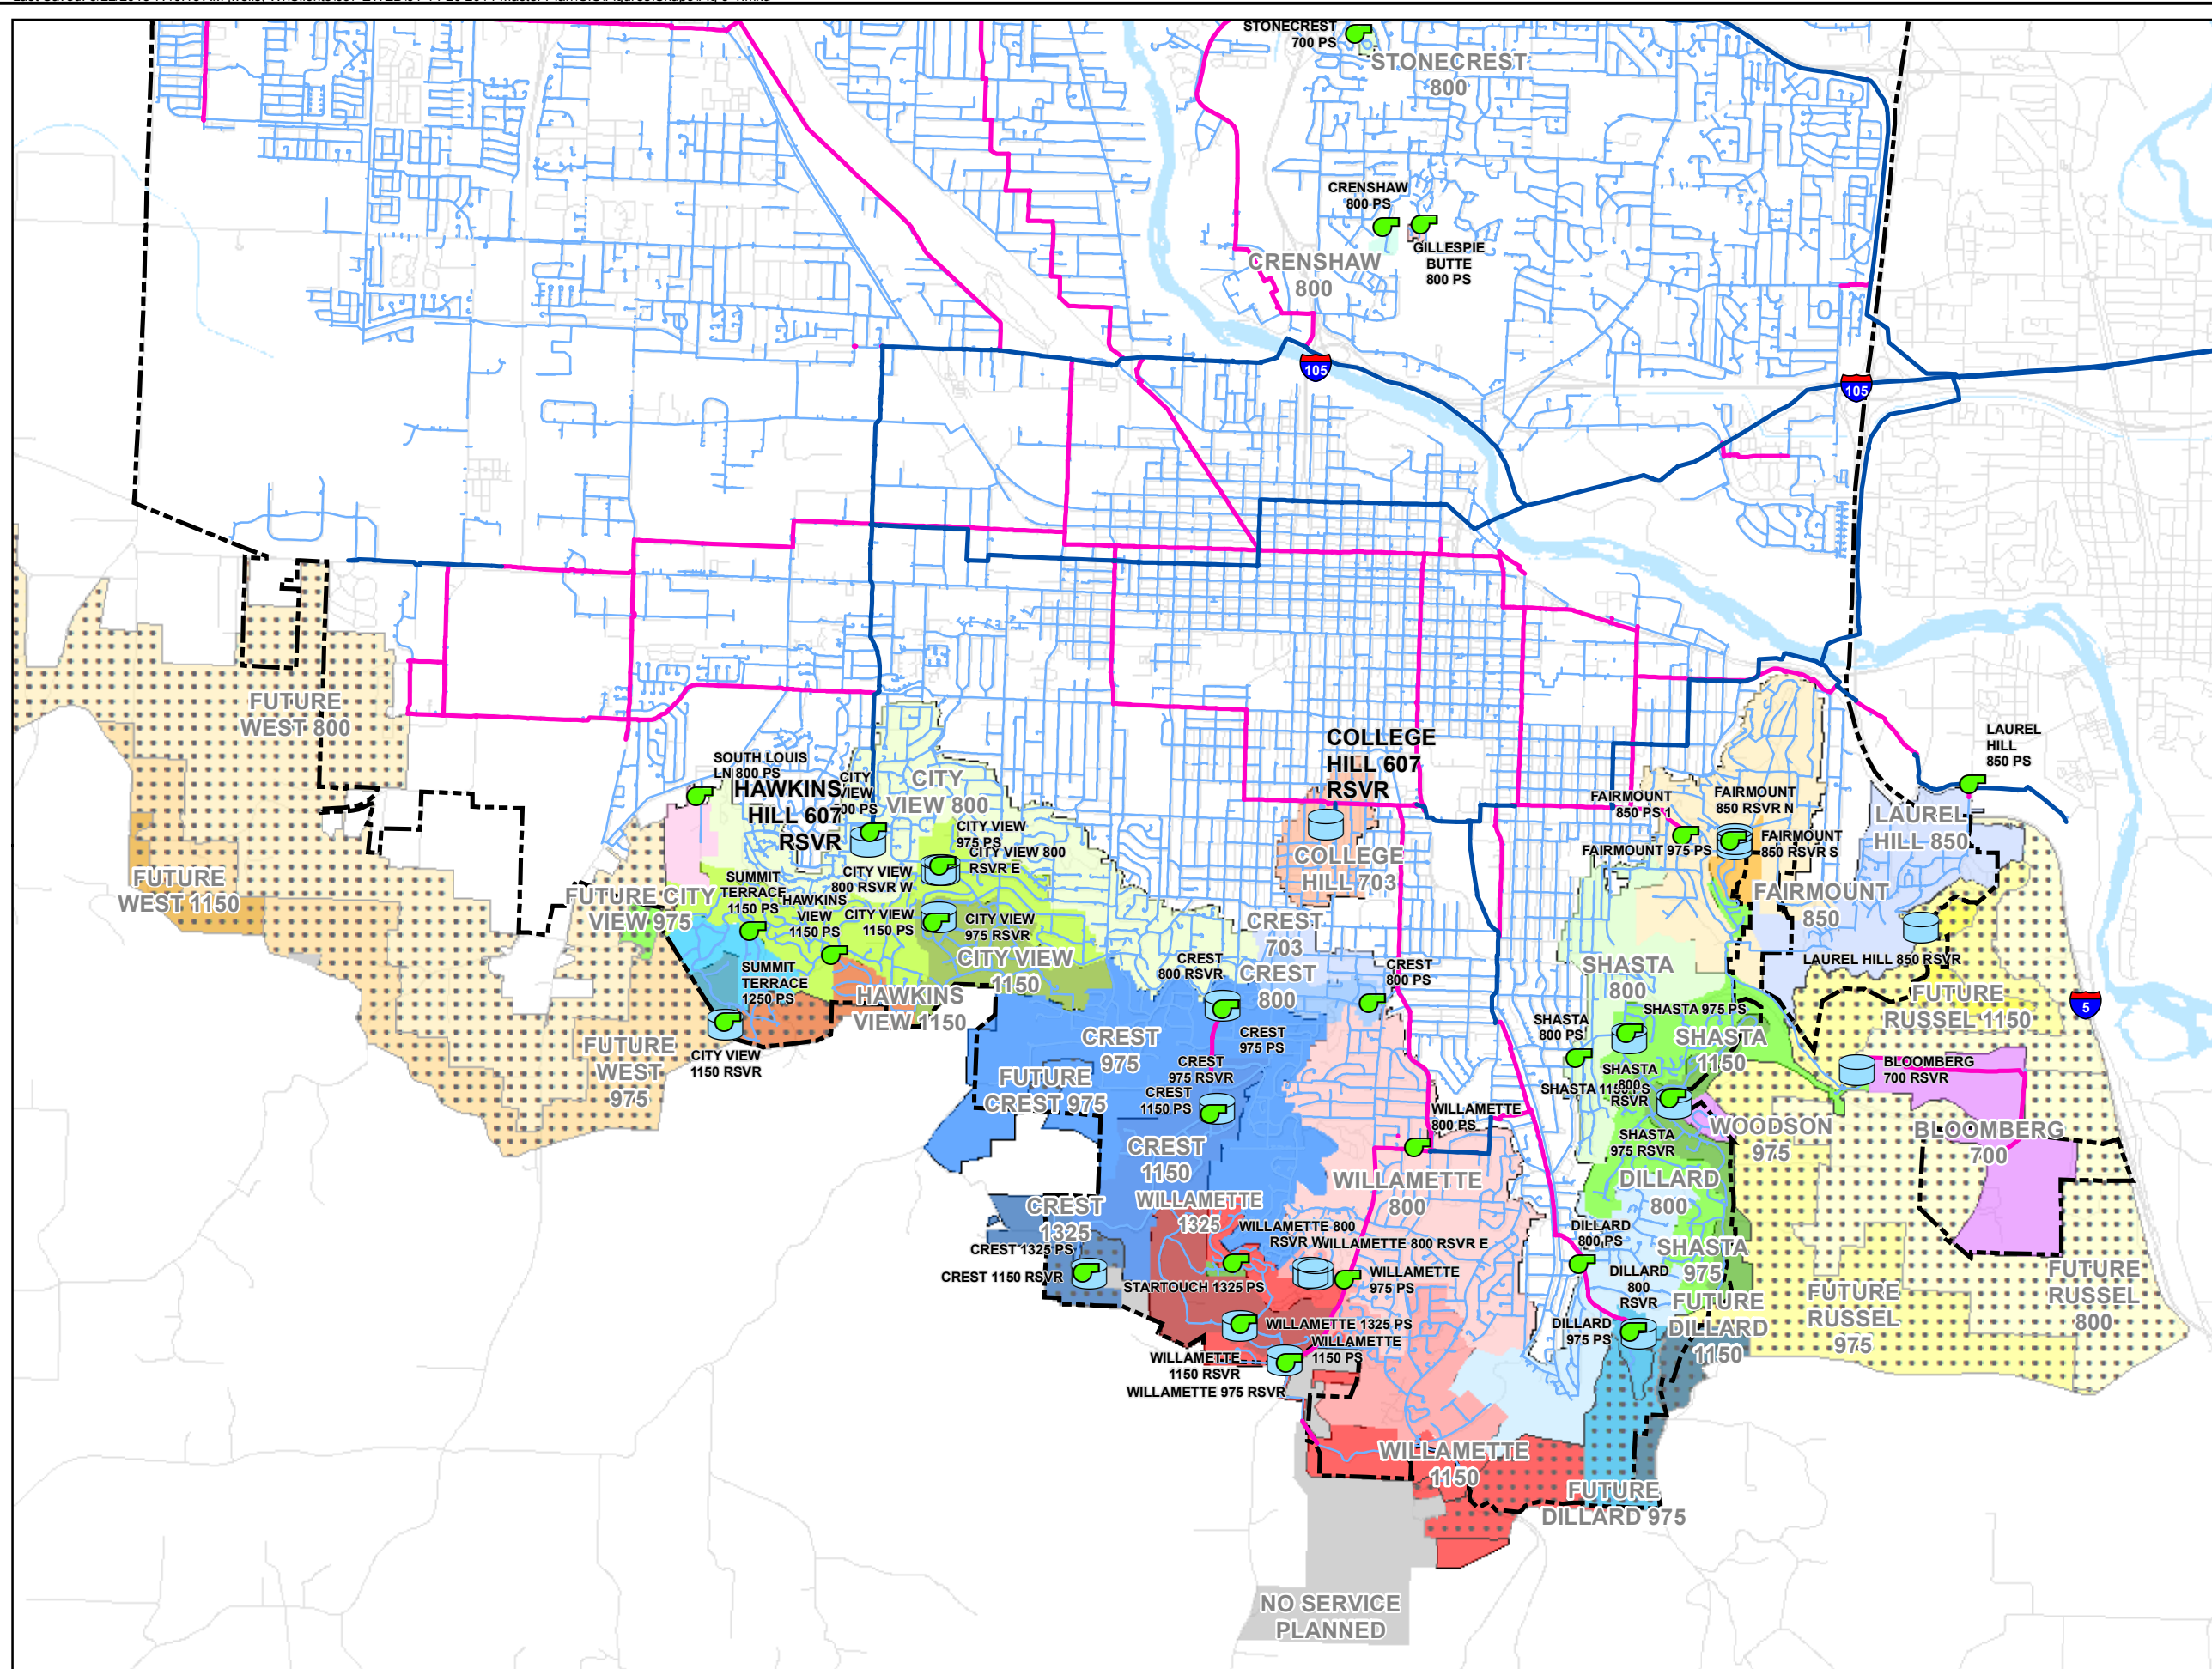 STONECREST
700 PS
STONECREST
800
CRENSHAW
800 PS
GILLESPIE
BUTTE
800 PS
CRENSHAW
800
105
105
FUTURE
WEST 800
FUTURE
WEST 1150
SOUTH LOUIS
LN 800 PS
HAWKINS
HILL 607
RSVR
CITY
VIEW
CITY
VIEW 800
CITY VIEW
975 PS
CITY VIEW 800
RSVR E
CITY VIEW
800 RSVR W
COLLEGE
HILL 607
RSVR
COLLEGE
HILL 703
LAUREL
HILL
850 PS
FAIRMOUNT
850 PS 1
FAIRMOUNT
850 RSVR N
FAIRMOUNT
850 RSVR S
FAIRMOUNT 975 PS
LAUREL
HILL 850
FAIRMOUNT
850
LAUREL HILL 850 RSVR
FUTURE CITY
VIEW 975
SUMMIT
TERRACE
1150 PS
HAWKINS
VIEW
1150 PS
CITY VIEW
1150 PS
CITY VIEW
975 RSVR
CITY VIEW
1150
SUMMIT
TERRACE
1250 PS
HAWKINS
VIEW 1150
CITY VIEW
1150 RSVR
FUTURE
WEST
975
CREST
703
CREST
800 RSVR
CREST
800
CREST
800 PS
CREST
975
CREST
975 PS
CREST
975 RSVR
CREST
1150 PS
FUTURE
CREST 975
CREST
1150
CREST
1325
CREST 1325 PS
CREST 1150 RSVR
SHASTA
800
SHASTA 975 PS
SHASTA
800 PS
SHASTA
1150
SHASTA
800
RSVR
SHASTA 1150 PS
SHASTA
975 RSVR
FUTURE
RUSSEL 1150
5
BLOOMBERG
700 RSVR
BLOOMBERG
700
WOODSON
975
WILLAMETTE
800 PS
WILLAMETTE
800
WILLAMETTE
1325
WILLAMETTE 800
RSVR W
WILLAMETTE 800 RSVR E
STARTOUCH 1325 PS
WILLAMETTE
975 PS
WILLAMETTE 1325 PS
WILLAMETTE
1150 PS
WILLAMETTE
1150 RSVR
WILLAMETTE 975 RSVR
DILLARD
800
DILLARD
800 PS
SHASTA
975
DILLARD
800
RSVR
DILLARD
975 PS
FUTURE
DILLARD
1150
FUTURE
RUSSEL
975
FUTURE
RUSSEL
800
WILLAMETTE
1150
FUTURE
DILLARD 975
NO SERVICE
PLANNED